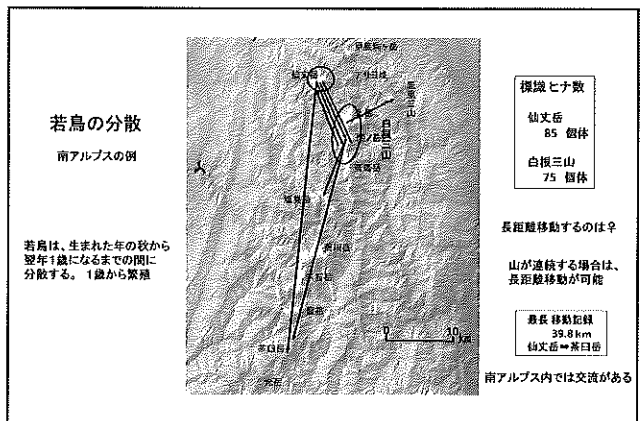 若鳥の分散
南アルプスの例
若鳥は、生まれた年の秋から
翌年1歳になるまでの間に
分散する。 1歳から繁殖
仙丈岳
白根三山
塩見岳
茶臼岳
0 10 km
標識ヒナ数
仙丈岳
85 個体
白根三山
75 個体
長距離移動するのは♀
山が連続する場合は、
長距離移動が可能
最長移動記録
39.8km
仙丈岳⇔茶臼岳
南アルプス内では交流がある